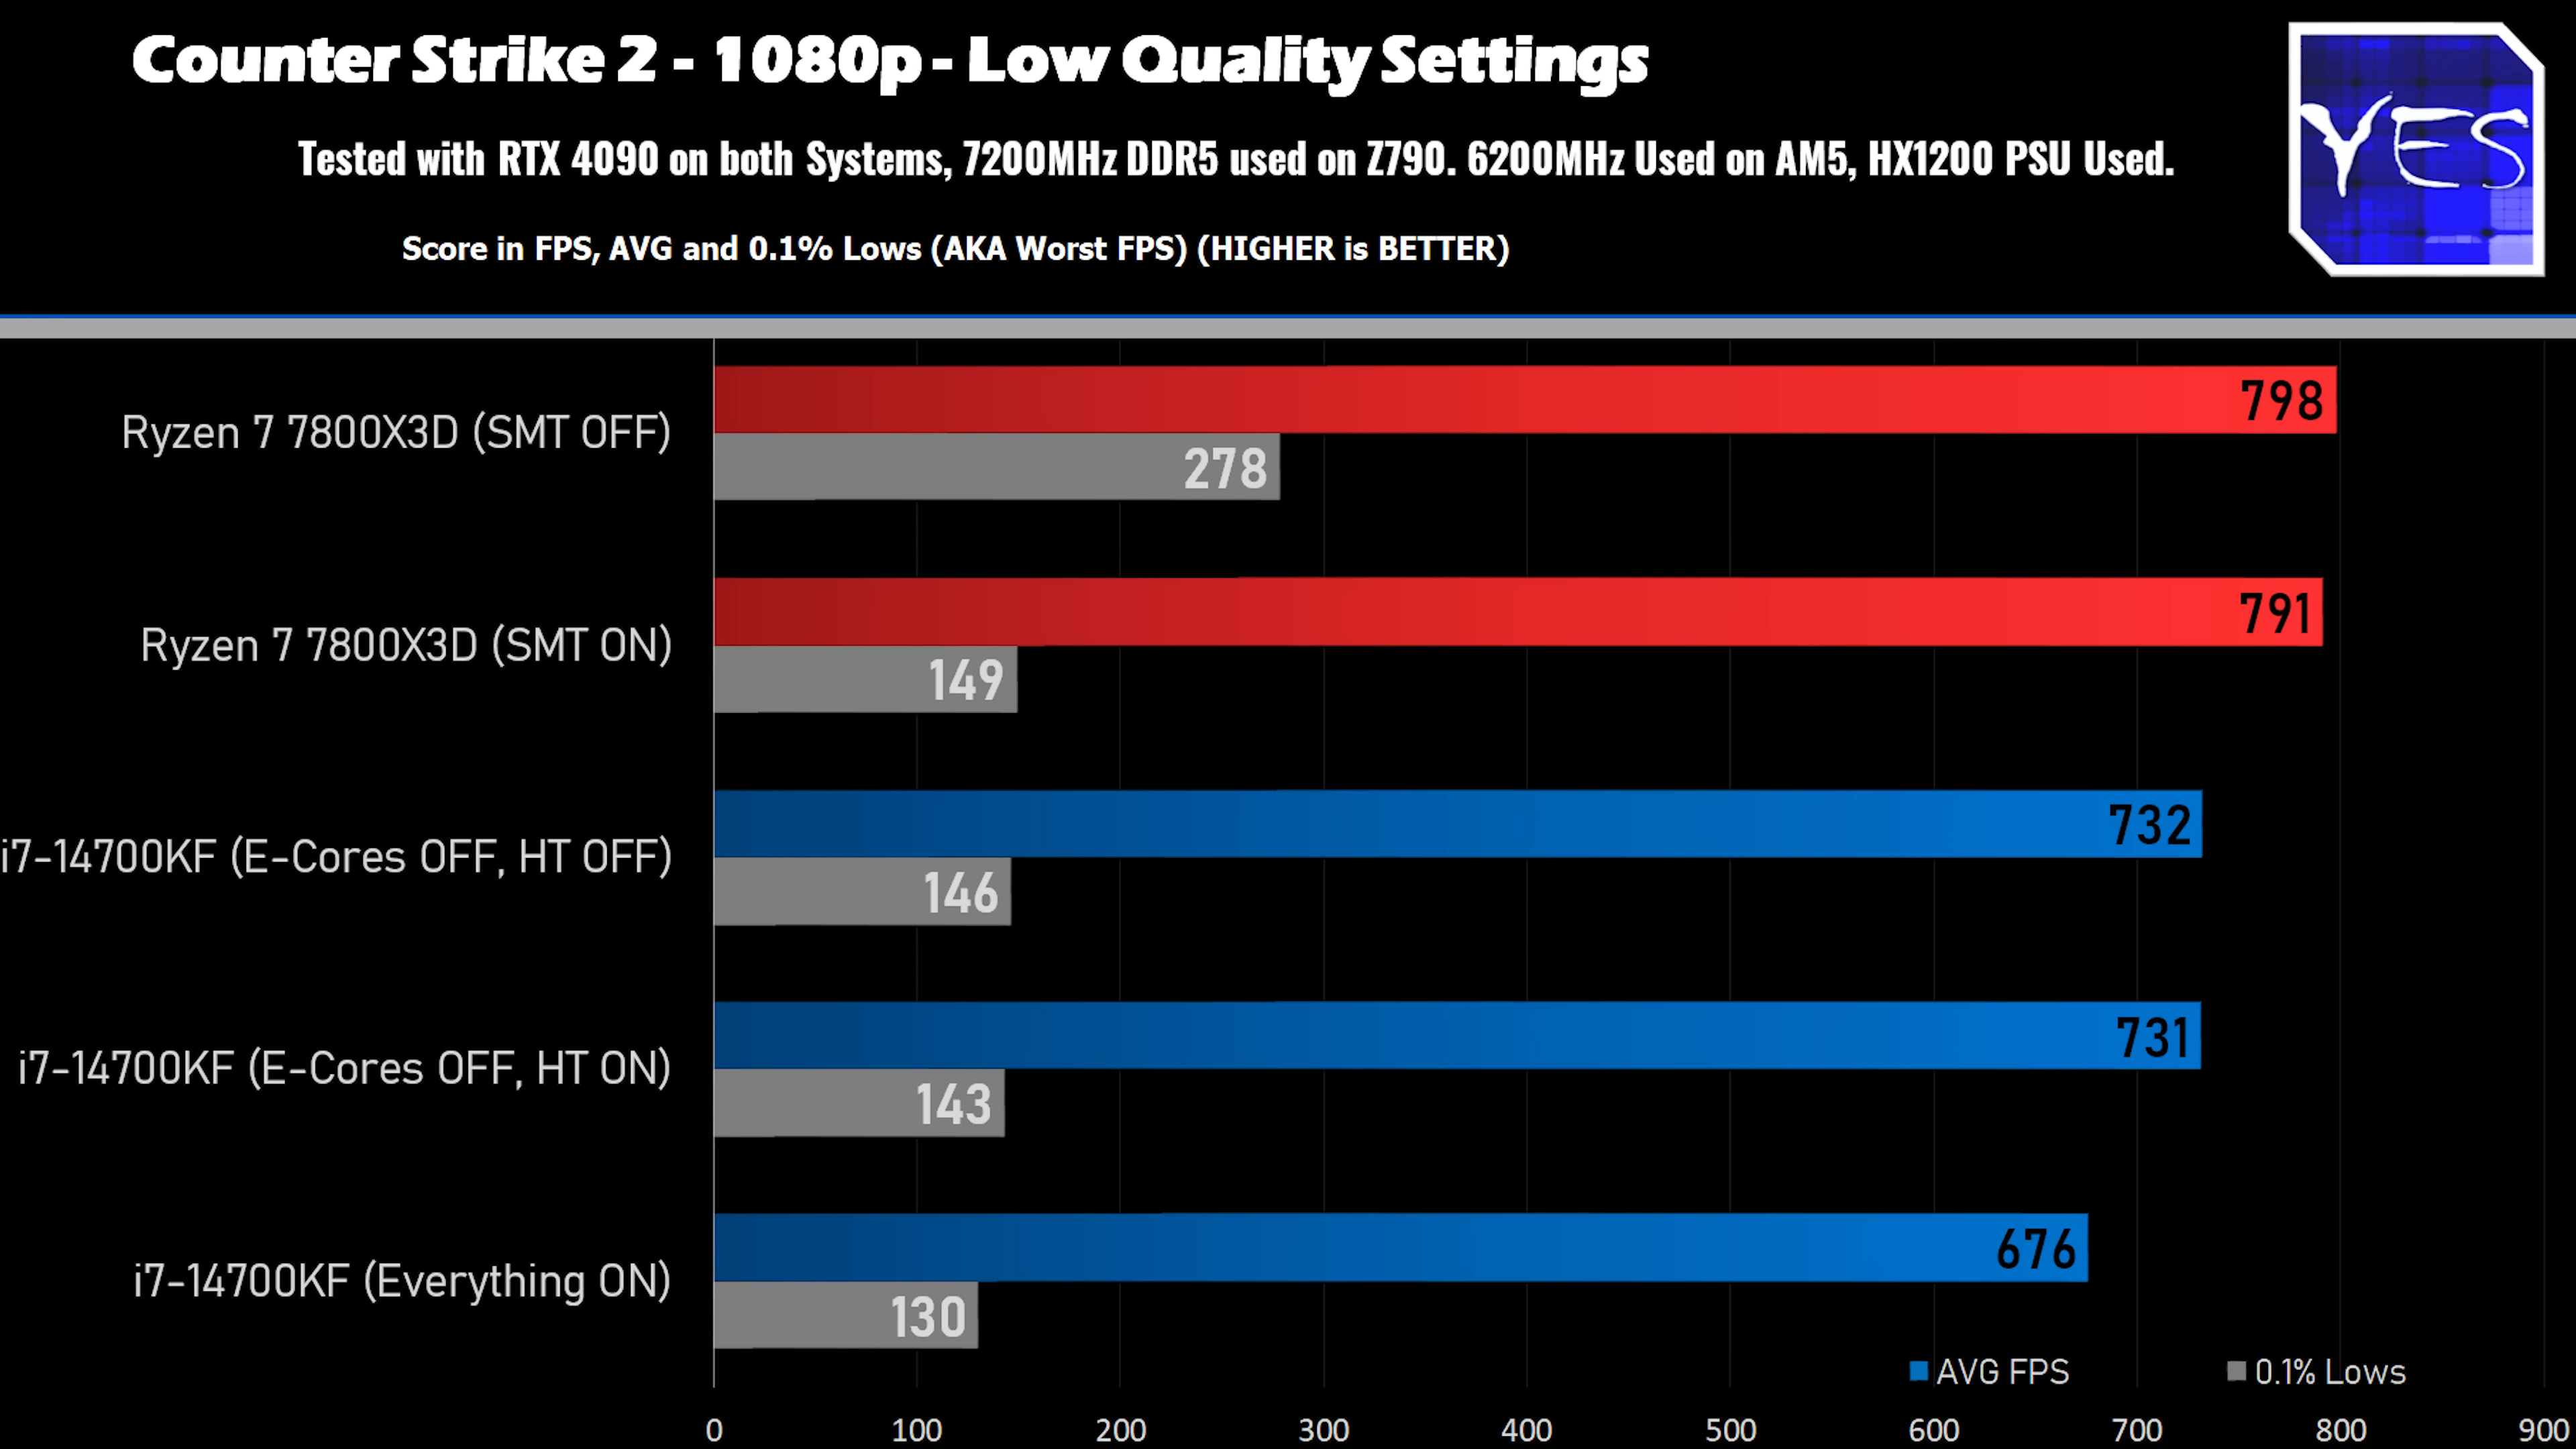 Counter Strike 2 - 1080p - Low Quality Settings
YES
Tested with RTX 4090 on both Systems, 7200MHz DDR5 used on Z790. 6200MHz Used on AM5, HX1200 PSU Used.
Score in FPS, AVG and 0.1% Lows (AKA Worst FPS) (HIGHER is BETTER)
Ryzen 7 7800X3D (SMT OFF)
798
278
Ryzen 7 7800X3D (SMT ON)
791
149
i7-14700KF (E-Cores OFF, HT OFF)
732
146
i7-14700KF (E-Cores OFF, HT ON)
731
143
i7-14700KF (Everything ON)
676
130
AVG FPS 0.1% Lows
0 100 200 300 400 500 600 700 800 900